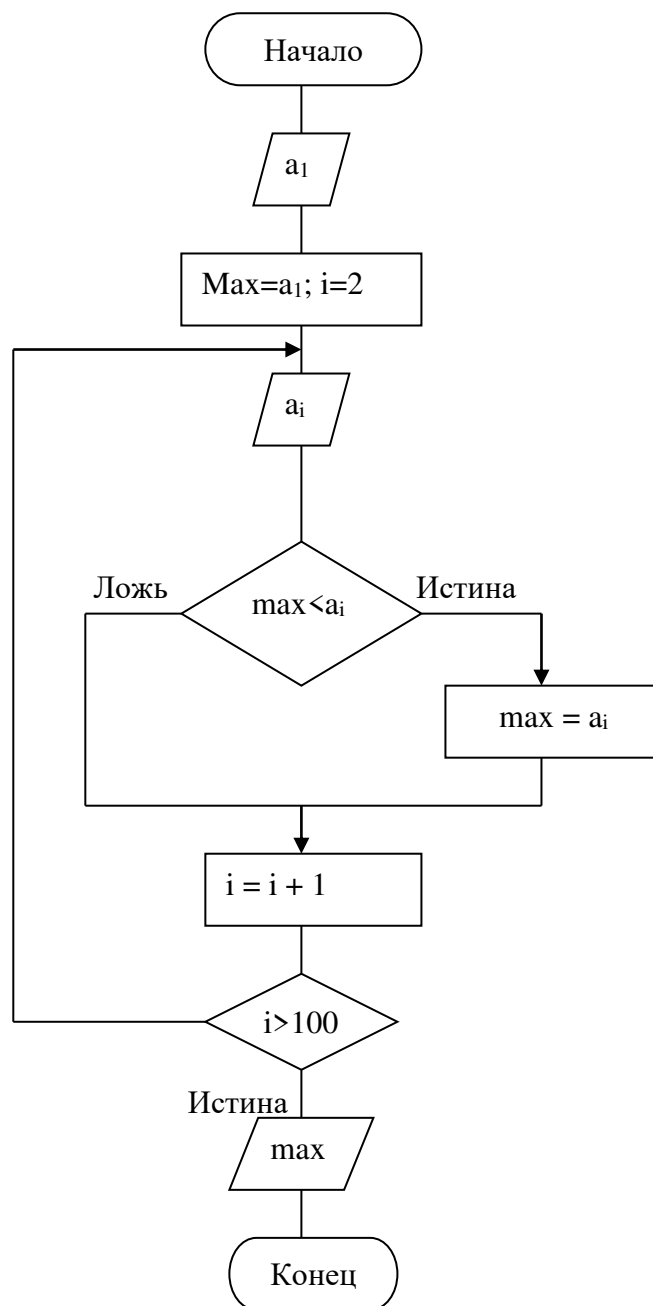 Начало
a₁
Max=a₁; i=2
aᵢ
Ложь
max<aᵢ
Истина
max = aᵢ
i = i + 1
i>100
Истина
max
Конец